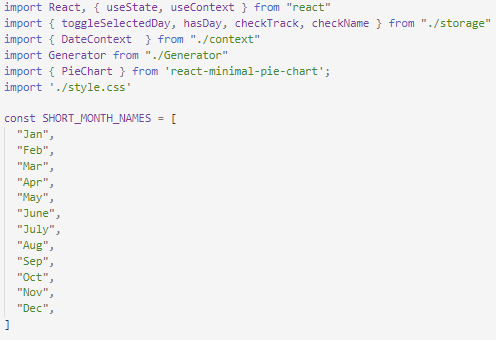 import React, { useState, useContext } from "react"
import { toggleSelectedDay, hasDay, checkTrack, checkName } from "./storage"
import { DateContext  } from "./context"
import Generator from "./Generator"
import { PieChart } from 'react-minimal-pie-chart';
import './style.css'

const SHORT_MONTH_NAMES = [
  "Jan",
  "Feb",
  "Mar",
  "Apr",
  "May",
  "June",
  "July",
  "Aug",
  "Sep",
  "Oct",
  "Nov",
  "Dec",
]